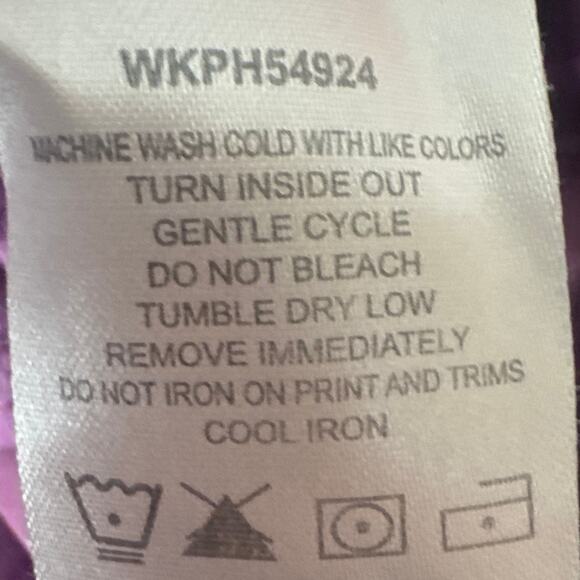 WKPH54924
MACHINE WASH COLD WITH LIKE COLORS
TURN INSIDE OUT
GENTLE CYCLE
DO NOT BLEACH
TUMBLE DRY LOW
REMOVE IMMEDIATELY
DO NOT IRON ON PRINT AND TRIMS
COOL IRON